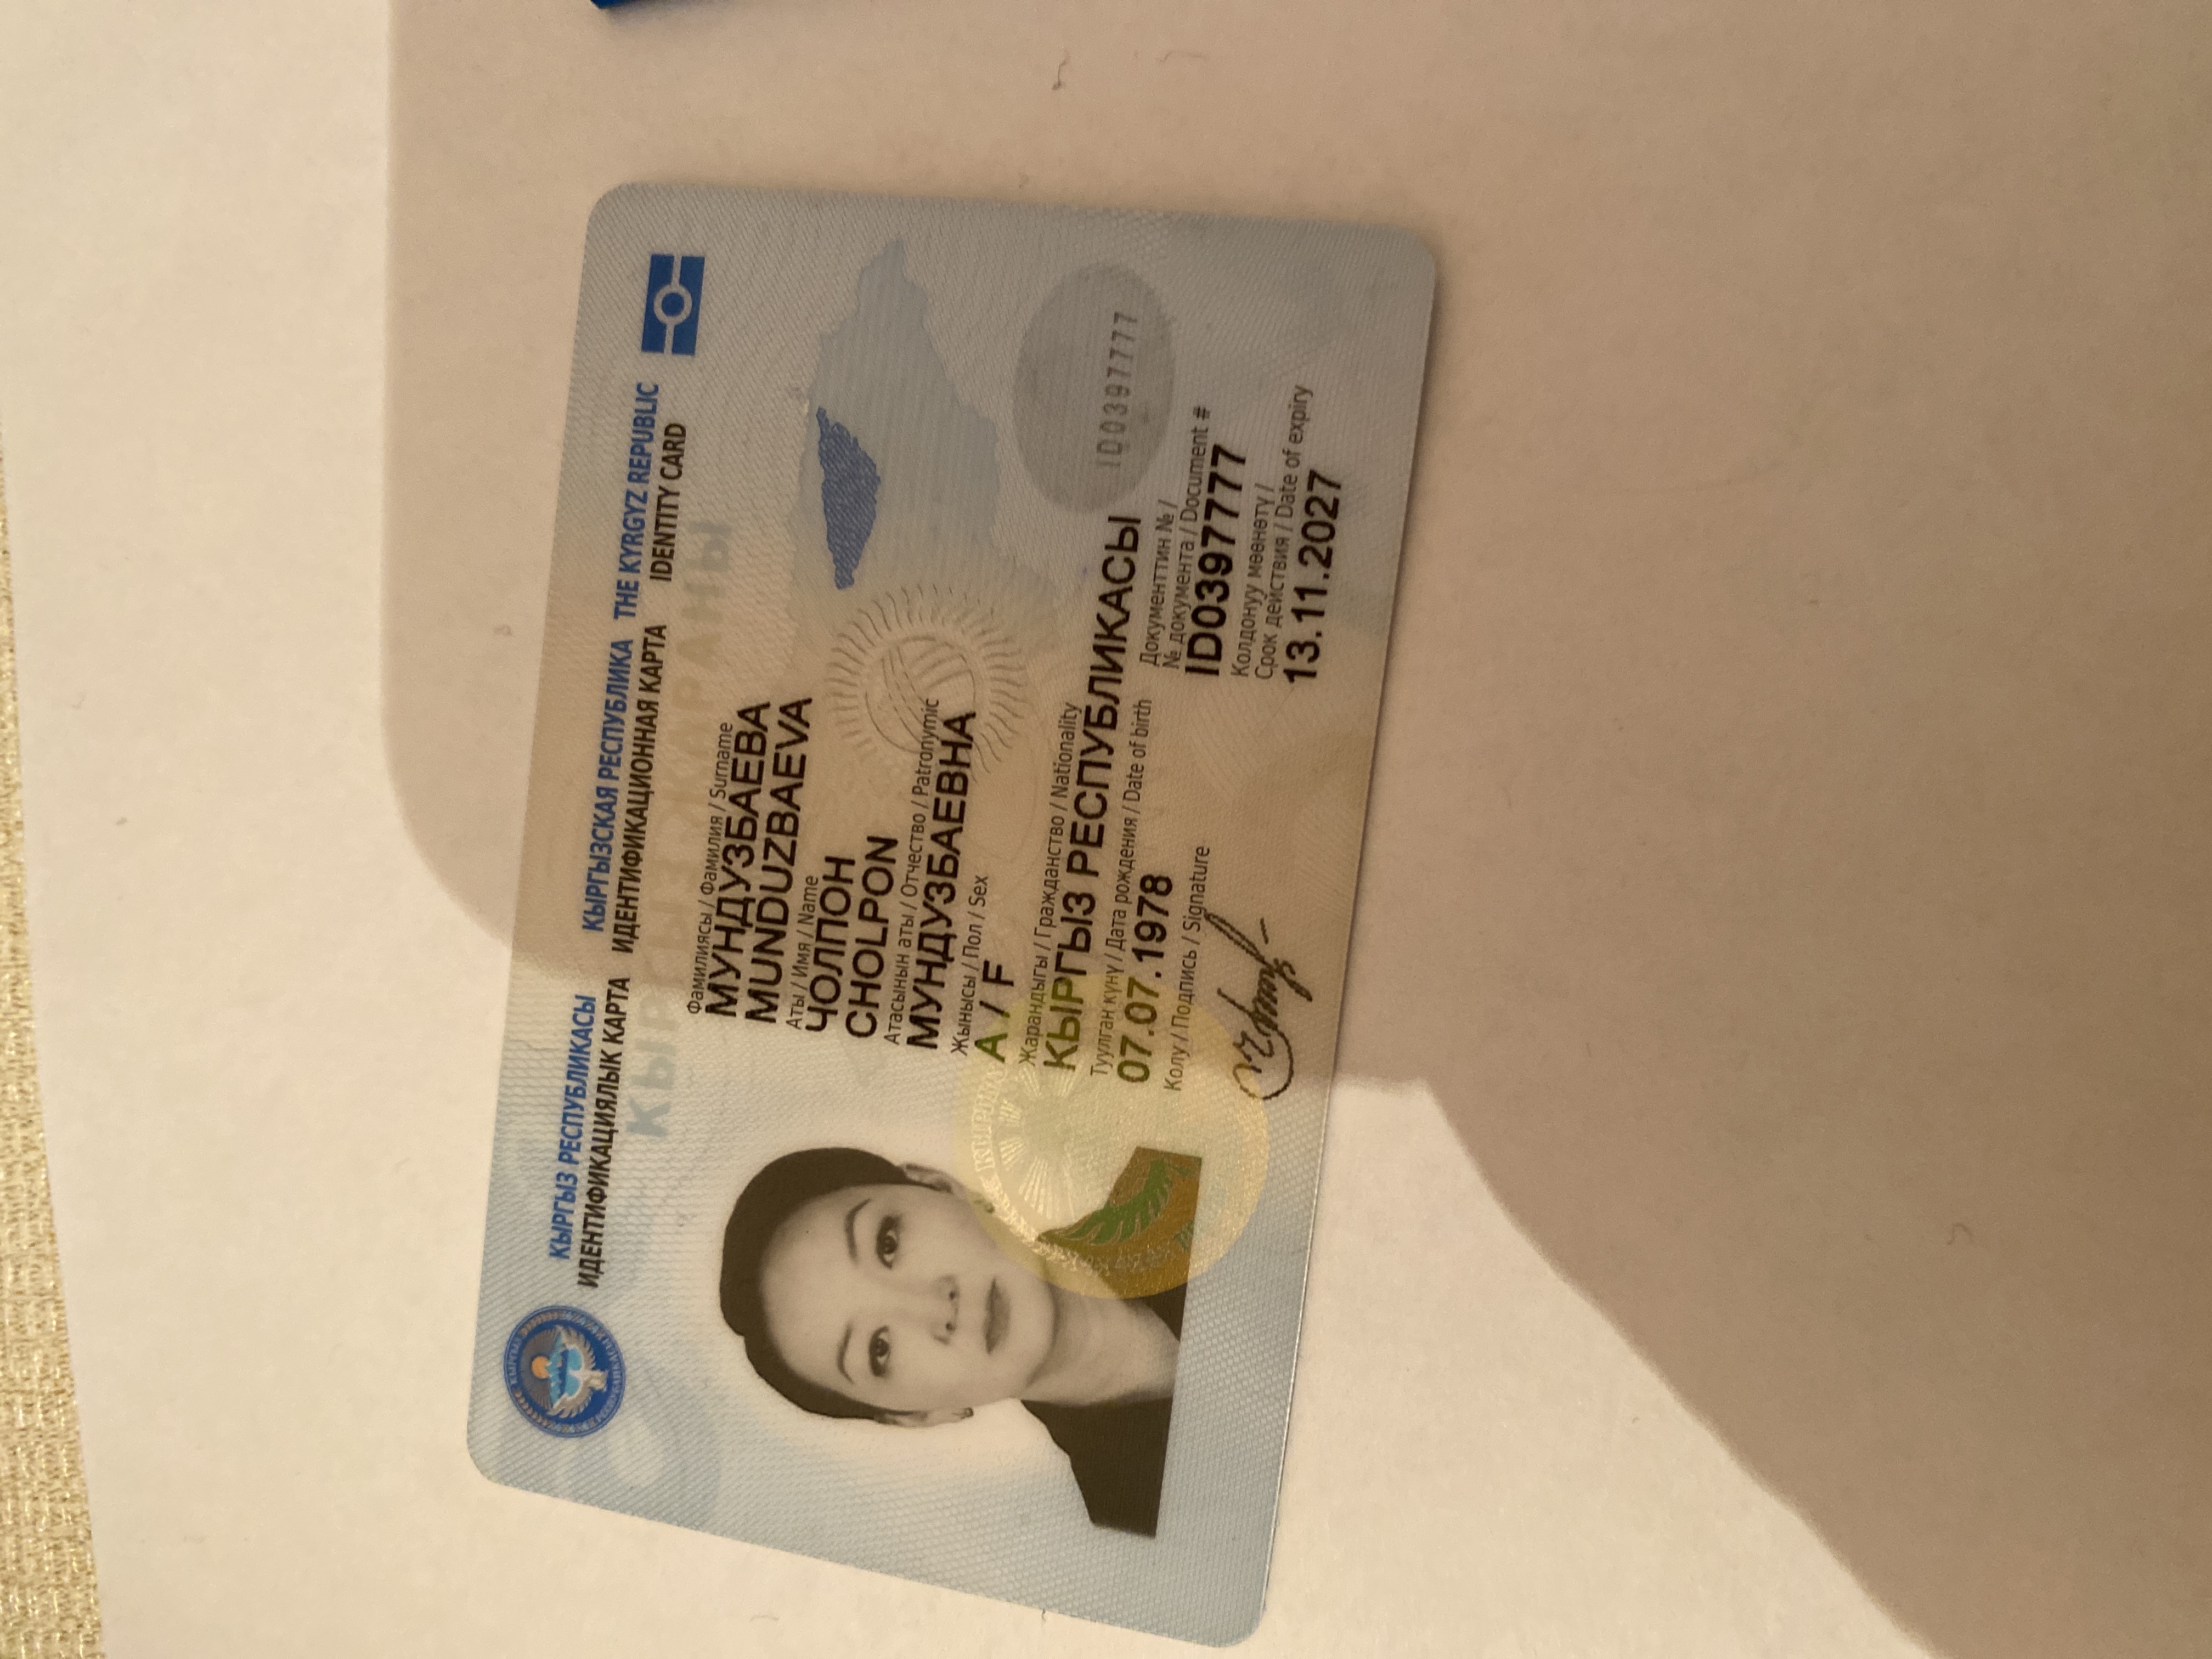 КЫРГЫЗ РЕСПУБЛИКАСЫ КЫРГЫЗСКАЯ РЕСПУБЛИКА THE KYRGYZ REPUBLIC
ИДЕНТИФИКАЦИЯЛЫК КАРТА ИДЕНТИФИКАЦИОННАЯ КАРТА IDENTITY CARD
КЫРГЫЗ ЖАРАНЫ
Фамилиясы / Фамилия / Surname
МУНДУЗБАЕВА
MUNDUZBAEVA
Аты / Имя / Name
ЧОЛПОН
CHOLPON
Атасынын аты / Отчество / Patronymic
МУНДУЗБАЕВНА
Жынысы / Пол / Sex
А / F
Жарандыгы / Гражданство / Nationality
КЫРГЫЗ РЕСПУБЛИКАСЫ
ID0397777
Туулган күнү / Дата рождения / Date of birth
07.07.1978
Документтин № /
№ документа / Document #
ID0397777
Колу / Подпись / Signature
Колдонуу мөөнөтү /
Срок действия / Date of expiry
13.11.2027